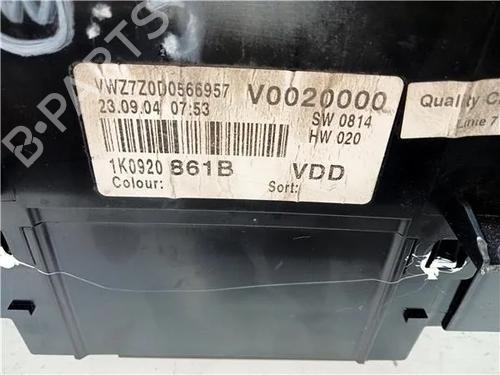 VWZ7Z0D0566957 V0020000
23.09.04 07:53 SW 0814
HW 020
1K0920 861B VDD
Colour: Sort:
Quality C
Linie 7
B-PARTS